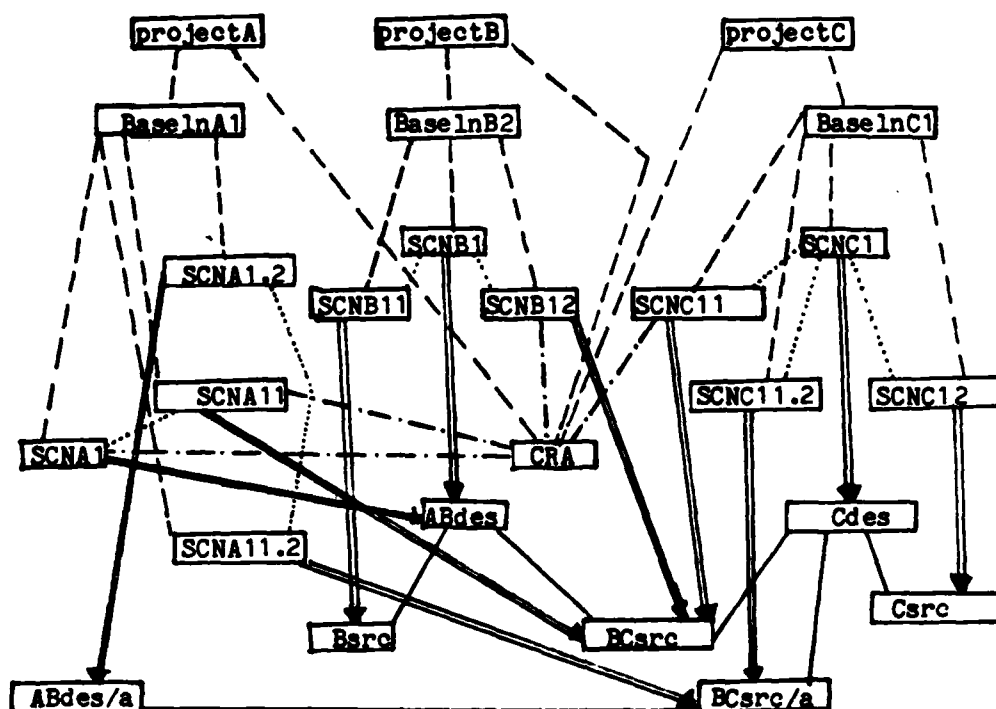 projectA
projectB
projectC
BaselnA1
BaselnB2
BaselnC1
SCNB1
SCNC1
SCNA1.2
SCNB11
SCNB12
SCNC11
SCNA11
SCNC11.2
SCNC12
SCNA1
CRA
ABdes
Cdes
SCNA11.2
Csrc
Bsrc
BCsrc
ABdes/a
BCsrc/a